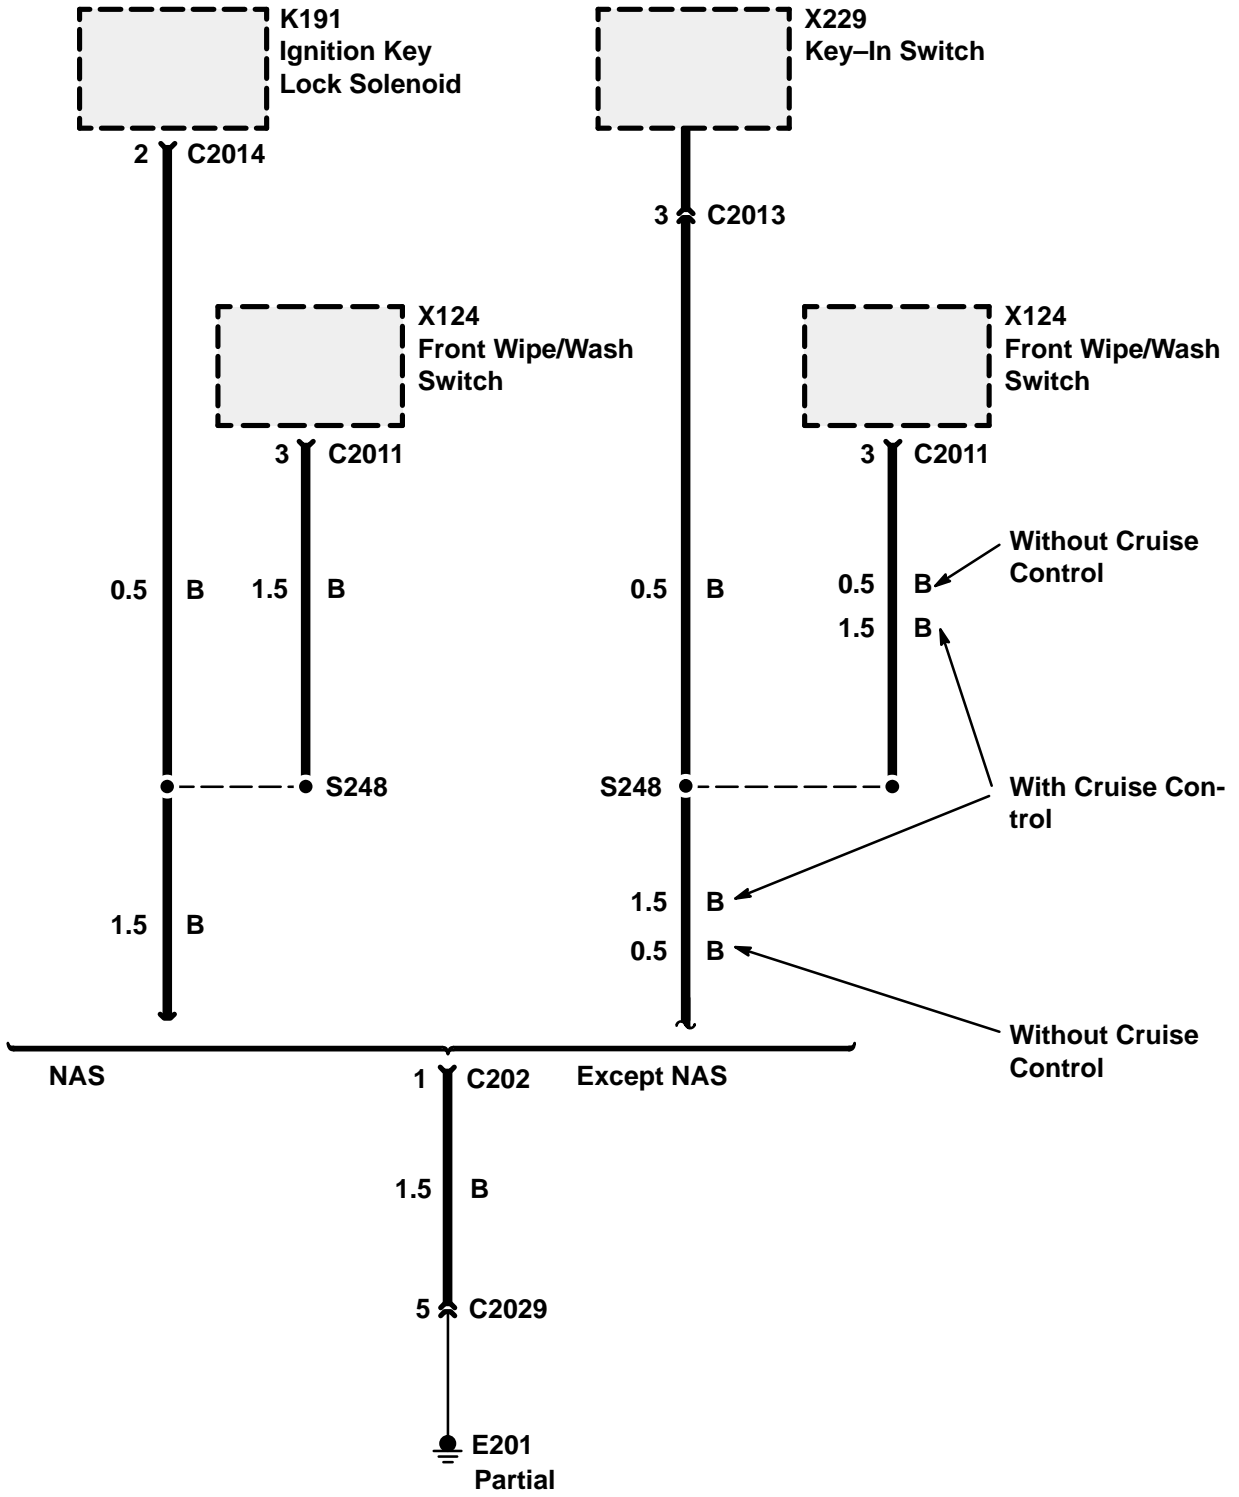 K191
Ignition Key
Lock Solenoid
X229
Key–In Switch
2 C2014
3 C2013
X124
Front Wipe/Wash
Switch
X124
Front Wipe/Wash
Switch
3 C2011
3 C2011
Without Cruise
Control
0.5 B 1.5 B
0.5 B
0.5 B
1.5 B
S248
S248
With Cruise Con-
trol
1.5 B
1.5 B
0.5 B
Without Cruise
Control
NAS
1 C202
Except NAS
1.5 B
5 C2029
E201
Partial